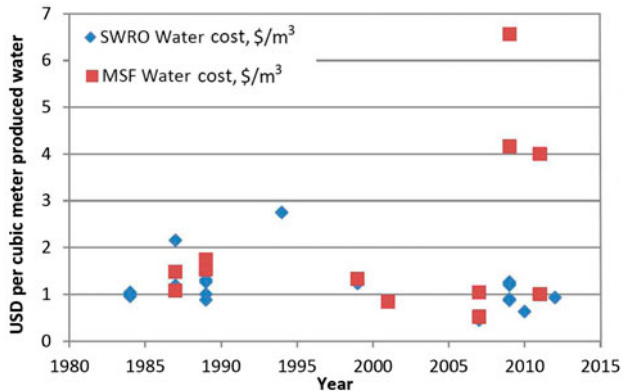 USD per cubic meter produced water
7
6
5
4
3
2
1
0
SWRO Water cost, $/m³
MSF Water cost, $/m³
1980 1985 1990 1995 2000 2005 2010 2015
Year